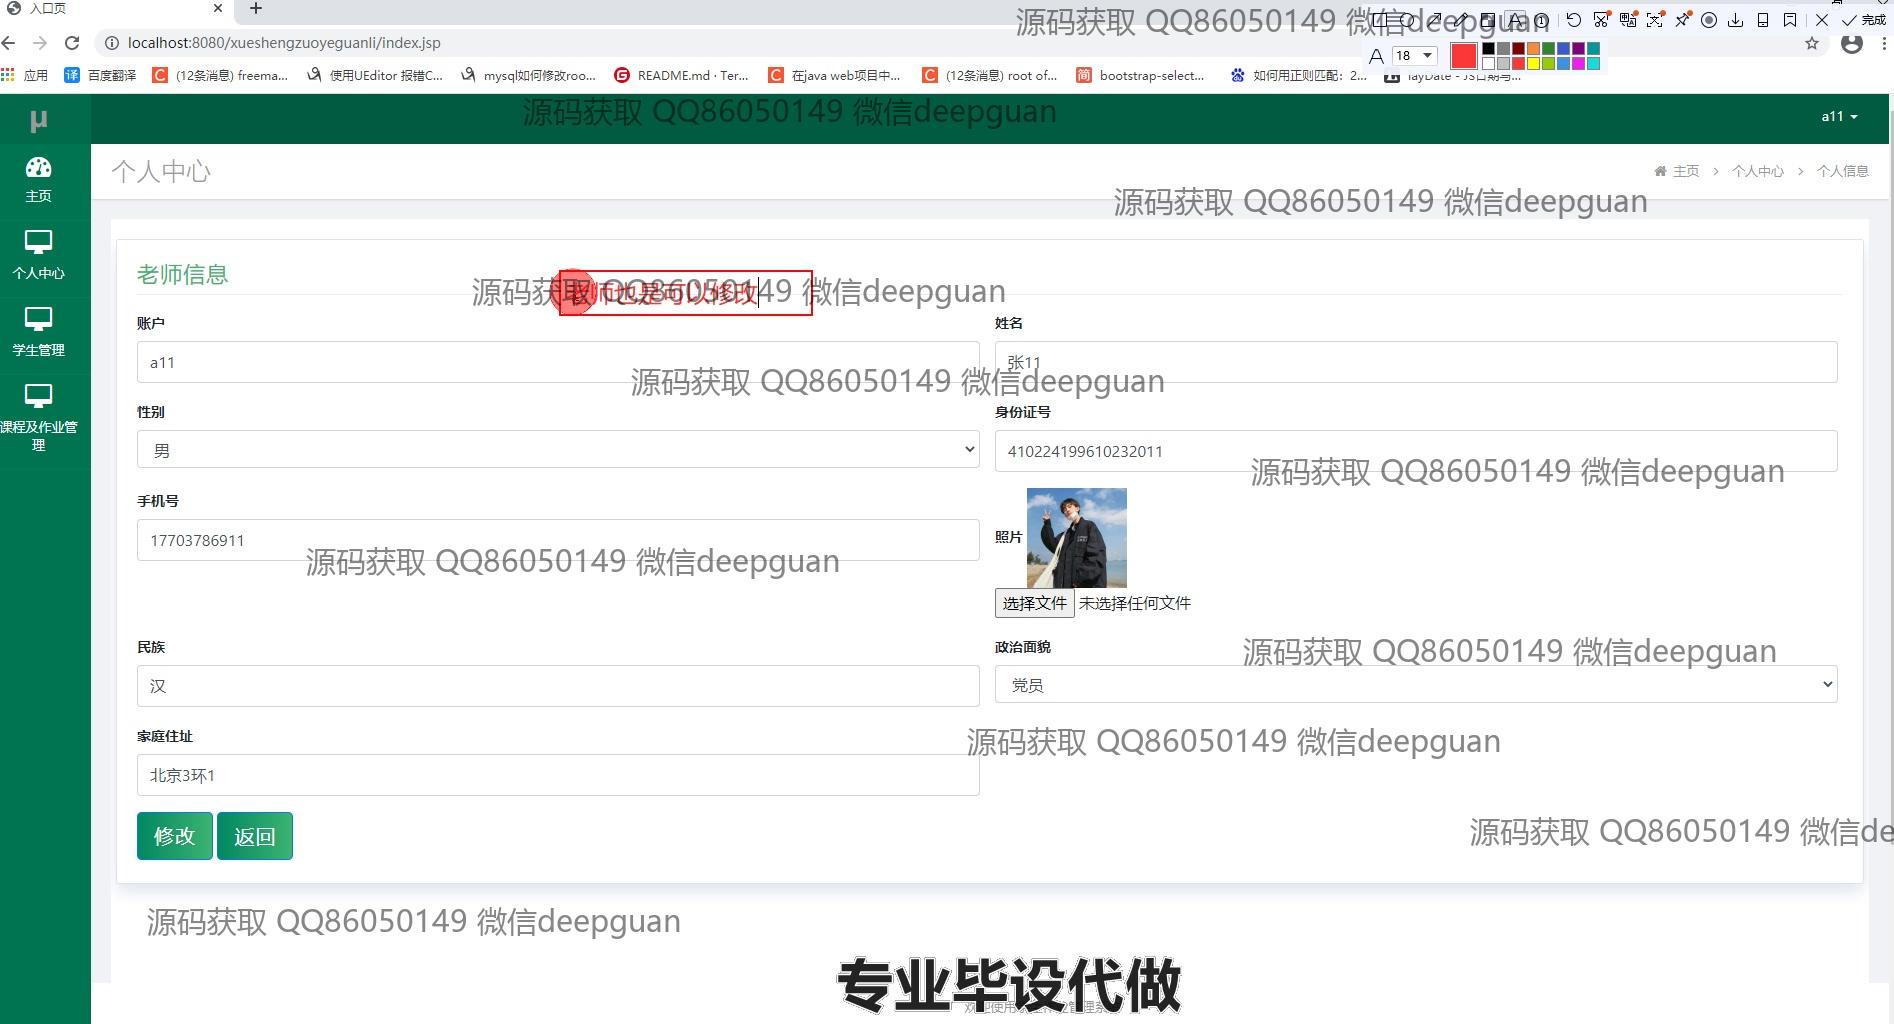 入口页
源码获取 QQ86050149 微信deepguan
完成
localhost:8080/xueshengzuoyeguanli/index.jsp
A 18
应用
百度翻译
(12条消息) freema...
使用UEditor 报错C...
mysql如何修改roo...
README.md · Ter...
在java web项目中...
(12条消息) root of...
bootstrap-select...
如何用正则匹配：2...
layDate - JS日期与...
源码获取 QQ86050149 微信deepguan
µ
a11
主页
个人中心
学生管理
课程及作业管
理
个人中心
主页 > 个人中心 > 个人信息
源码获取 QQ86050149 微信deepguan
老师信息
源码获取 QQ86050149 微信deepguan
师也是可以修改
账户
姓名
a11
张11
源码获取 QQ86050149 微信deepguan
性别
身份证号
男
410224199610232011
源码获取 QQ86050149 微信deepguan
手机号
17703786911
照片
源码获取 QQ86050149 微信deepguan
选择文件 未选择任何文件
民族
政治面貌
源码获取 QQ86050149 微信deepguan
汉
党员
家庭住址
源码获取 QQ86050149 微信deepguan
北京3环1
修改
返回
源码获取 QQ86050149 微信de
源码获取 QQ86050149 微信deepguan
专业毕设代做